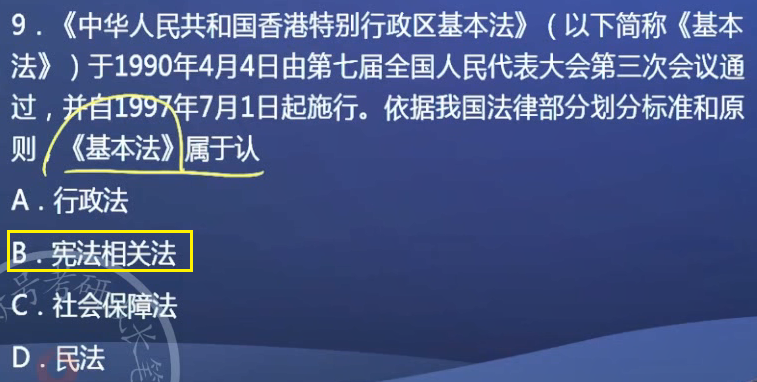 9．《中华人民共和国香港特别行政区基本法》（以下简称《基本
法》）于1990年4月4日由第七届全国人民代表大会第三次会议通
过，并自1997年7月1日起施行。依据我国法律部分划分标准和原
则，《基本法》属于认
A．行政法
B．宪法相关法
C．社会保障法
D．民法